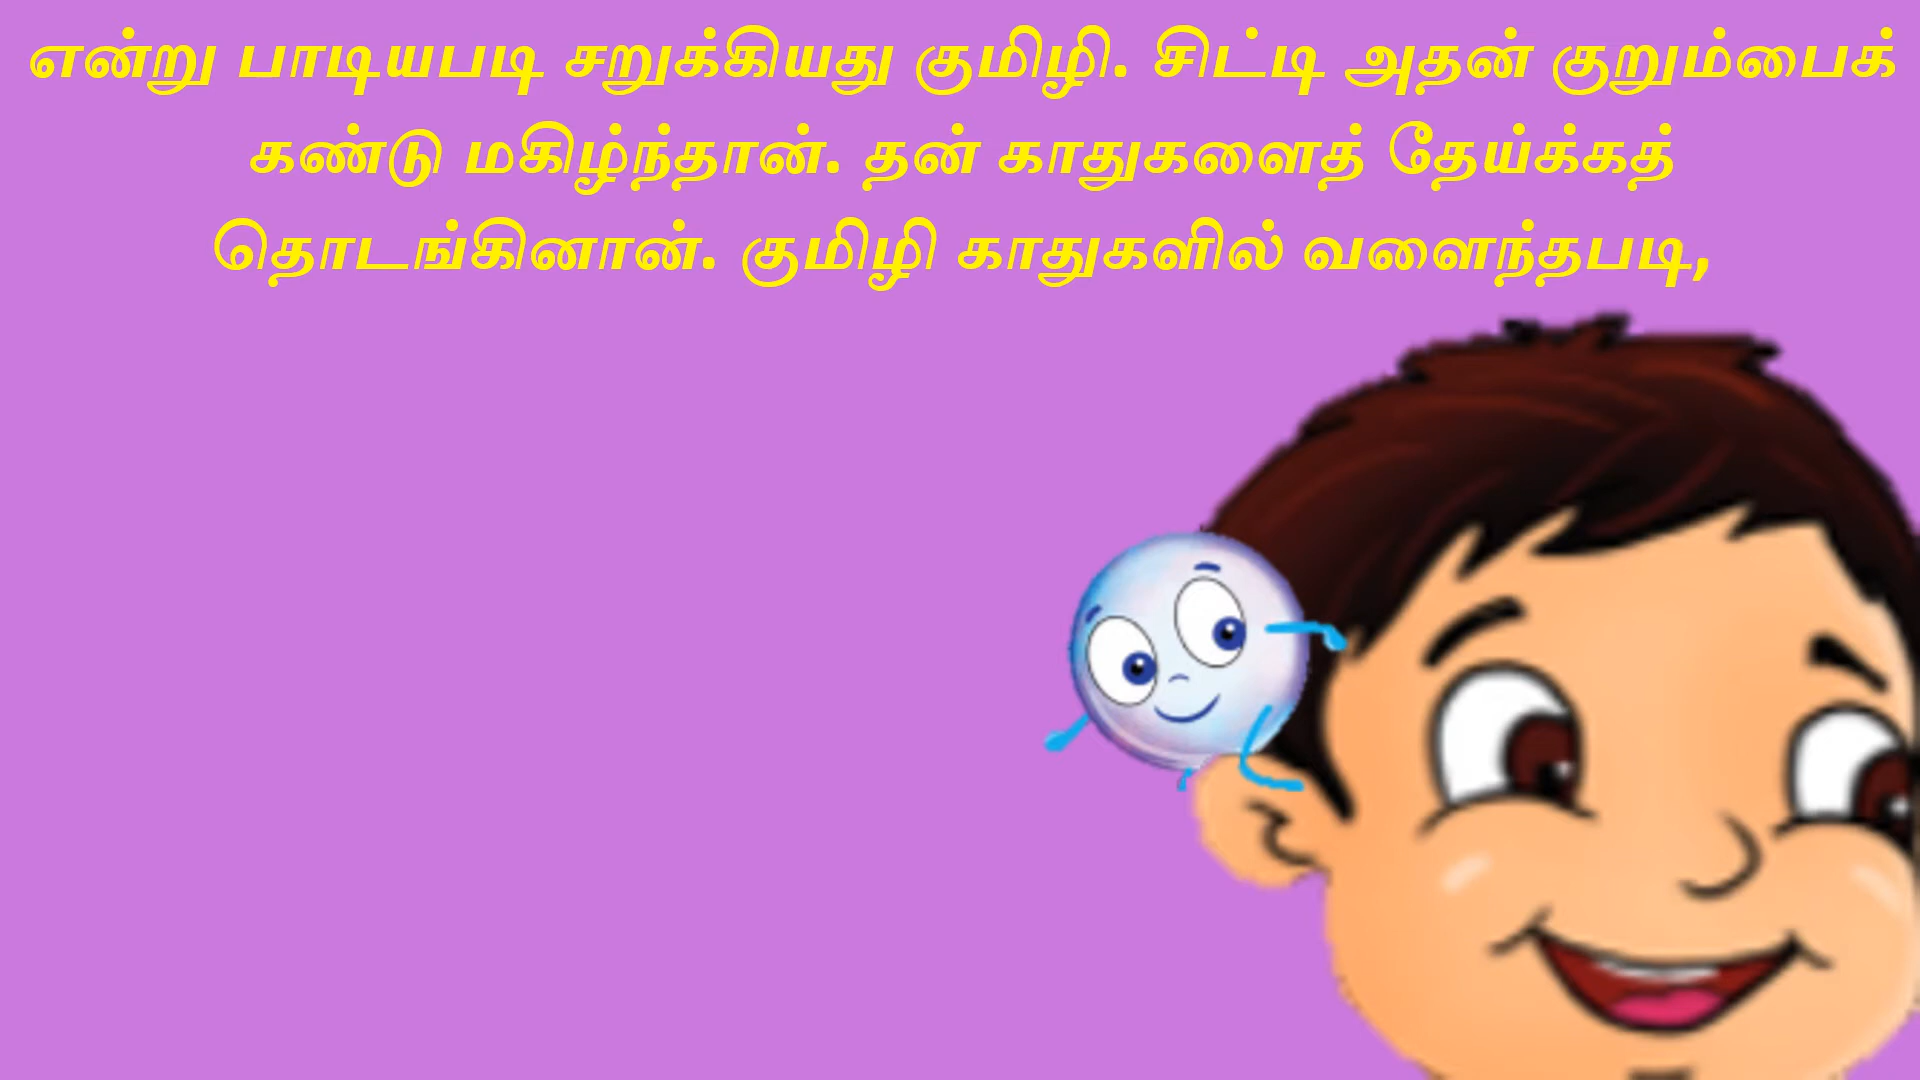 என்று பாடியபடி சறுக்கியது குமிழி. சிட்டி அதன் குறும்பைக்
கண்டு மகிழ்ந்தான். தன் காதுகளைத் தேய்க்கத்
தொடங்கினான். குமிழி காதுகளில் வளைந்தபடி,